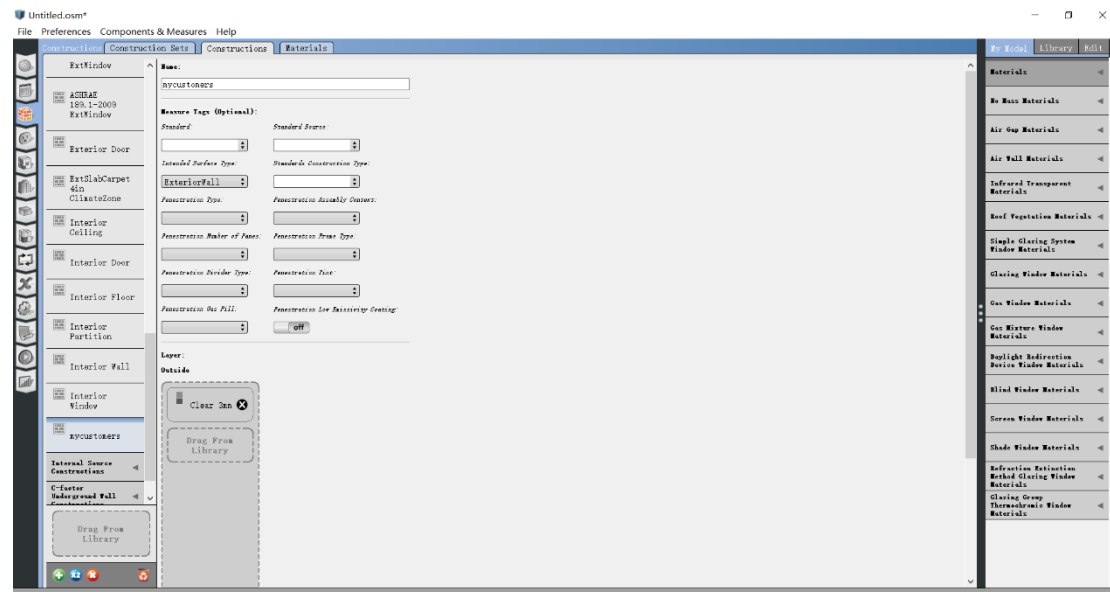 Untitled.osm*
File Preferences Components & Measures Help
Constructions Construction Sets Constructions Materials
My Model Library Edit
ExtWindow
ASHRAE
189.1-2009
ExtWindow
Exterior Door
ExtSlabCarpet
4in
ClimateZone
Interior
Ceiling
Interior Door
Interior Floor
Interior
Partition
Interior Wall
Interior
Window
mycustomers
Internal Source
Constructions
C-factor
Underground Wall
Constructions
Drag From
Library
Name:
mycustomers
Measure Tags (Optional):
Standard:
Standard Source:
Intended Surface Type:
Standards Construction Type:
ExteriorWall
Fenestration Type:
Fenestration Assembly Context:
Fenestration Number of Panes:
Fenestration Frame Type:
Fenestration Divider Type:
Fenestration Tint:
Fenestration Gas Fill:
Fenestration Low Emissivity Coating:
off
Layer:
Outside
Clear 3mm
Drag From
Library
Materials
No Mass Materials
Air Gap Materials
Air Wall Materials
Infrared Transparent
Materials
Roof Vegetation Materials
Simple Glazing System
Window Materials
Glazing Window Materials
Gas Window Materials
Gas Mixture Window
Materials
Daylight Redirection
Device Window Materials
Blind Window Materials
Screen Window Materials
Shade Window Materials
Refraction Extinction
Method Glazing Window
Materials
Glazing Group
Thermochromic Window
Materials